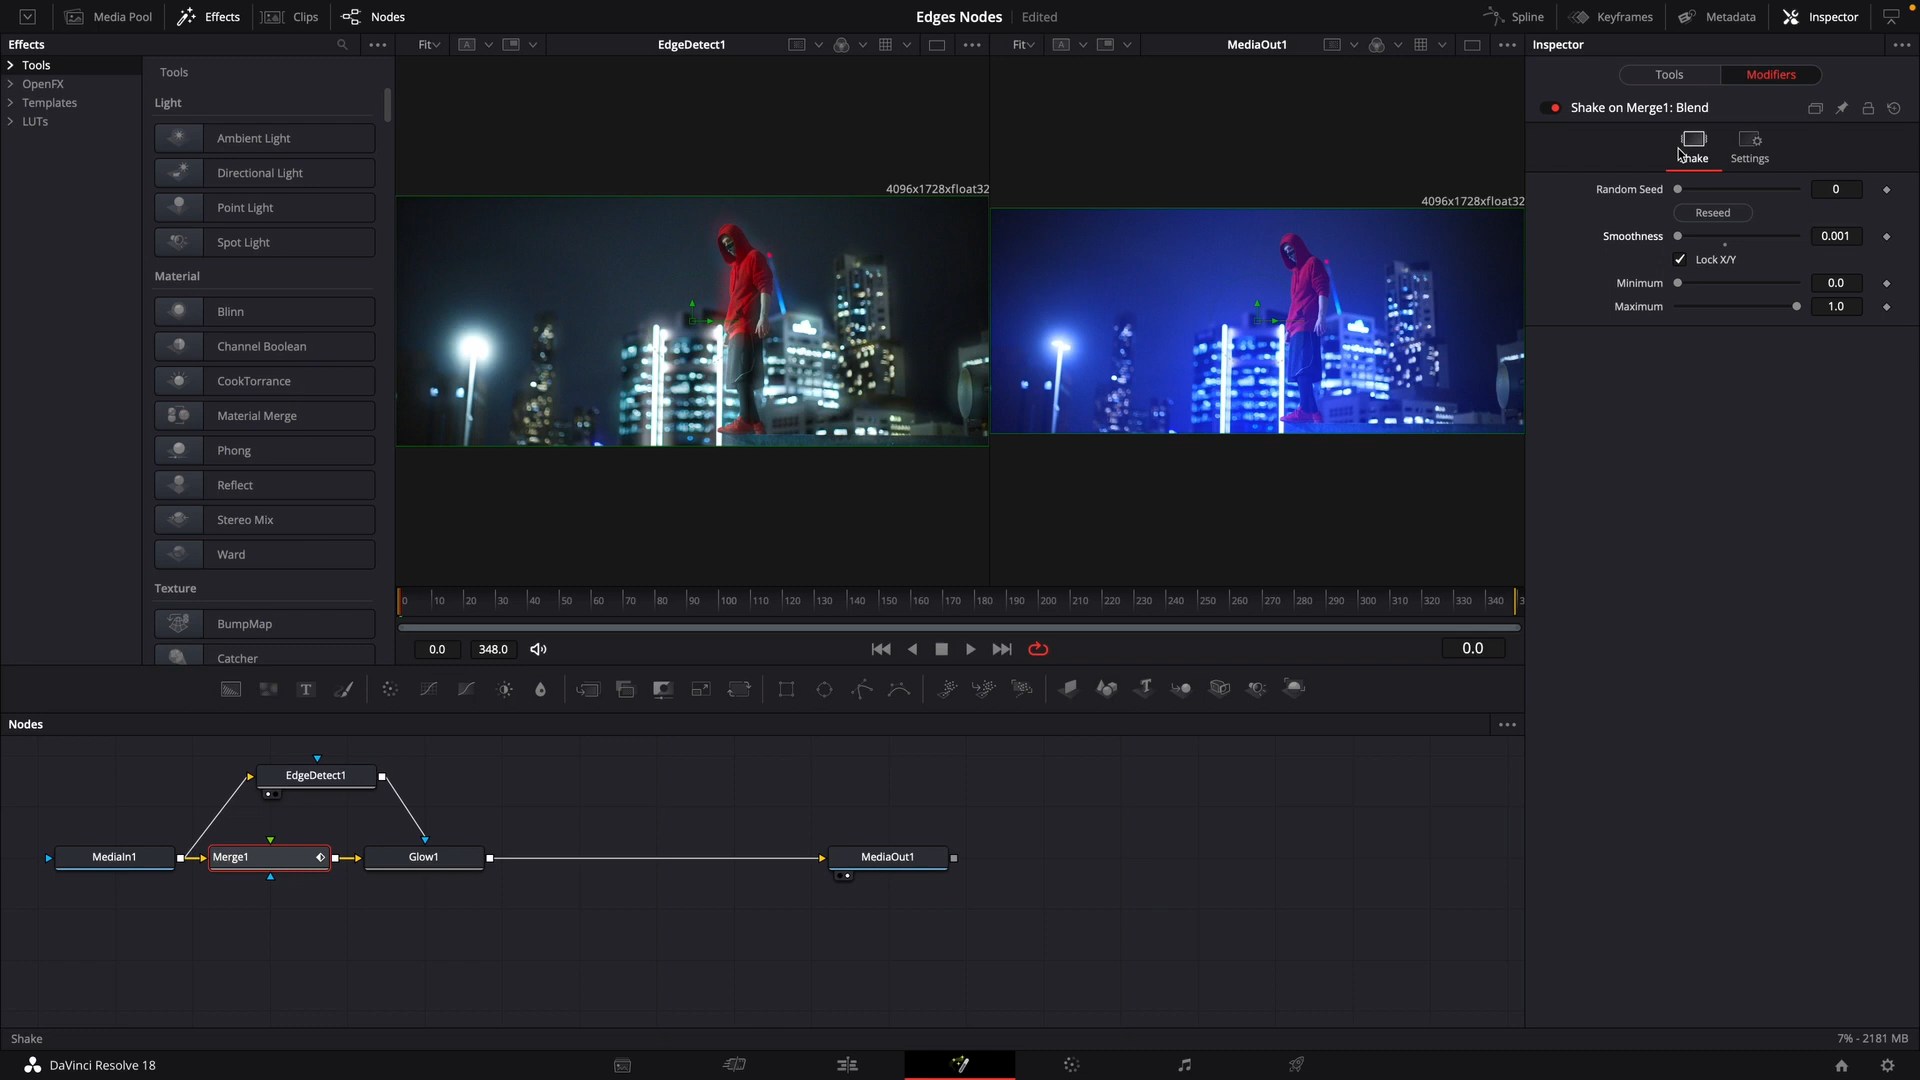 Media Pool
Effects
Clips
Nodes
Edges Nodes
Edited
Spline
Keyframes
Metadata
Inspector
Effects
Fit
A
EdgeDetect1
Fit
A
MediaOut1
Inspector
Tools
OpenFX
Templates
LUTs
Tools
Light
Ambient Light
Directional Light
Point Light
Spot Light
Material
Blinn
Channel Boolean
CookTorrance
Material Merge
Phong
Reflect
Stereo Mix
Ward
Texture
BumpMap
Catcher
4096x1728xfloat32
4096x1728xfloat32
Tools
Modifiers
Shake on Merge1: Blend
Shake
Settings
Random Seed
0
Reseed
Smoothness
0.001
Lock X/Y
Minimum
0.0
Maximum
1.0
0 10 20 30 40 50 60 70 80 90 100 110 120 130 140 150 160 170 180 190 200 210 220 230 240 250 260 270 280 290 300 310 320 330 340 3
0.0
348.0
0.0
T
Nodes
EdgeDetect1
MediaIn1
Merge1
Glow1
MediaOut1
Shake
7% - 2181 MB
DaVinci Resolve 18